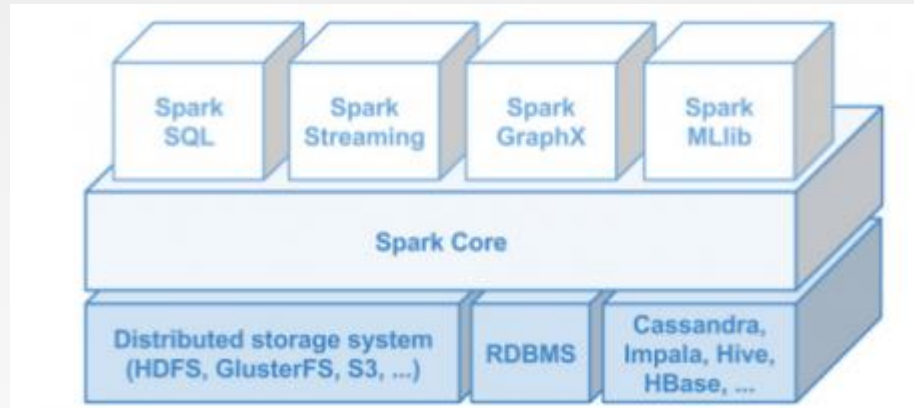 Spark
SQL
Spark
Streaming
Spark
GraphX
Spark
MLlib
Spark Core
Distributed storage system
(HDFS, GlusterFS, S3, ...)
RDBMS
Cassandra,
Impala, Hive,
HBase, ...